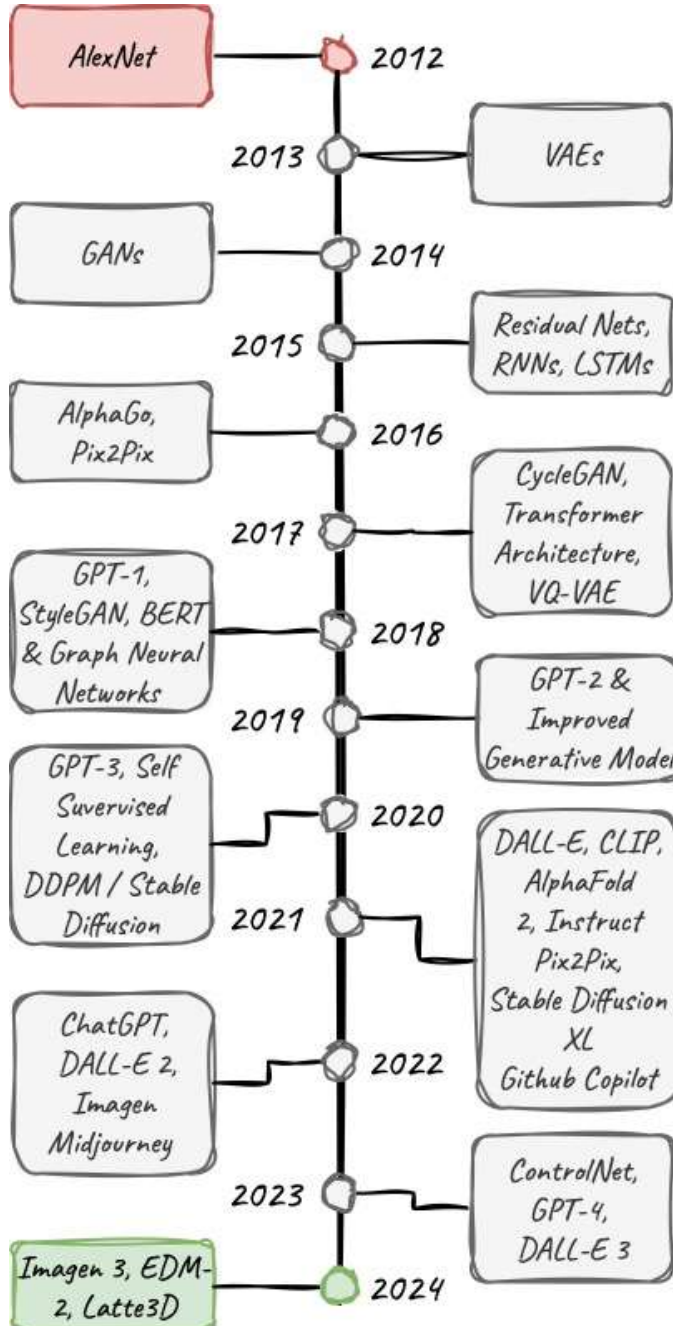 AlexNet
2012
2013
VAEs
GANs
2014
2015
Residual Nets,
RNNs, LSTMs
AlphaGo,
Pix2Pix
2016
2017
CycleGAN,
Transformer
Architecture,
VQ-VAE
GPT-1,
StyleGAN, BERT
& Graph Neural
Networks
2018
2019
GPT-2 &
Improved
Generative Model
GPT-3, Self
Suvervised
Learning,
DDPM / Stable
Diffusion
2020
2021
DALL-E, CLIP,
AlphaFold
2, Instruct
Pix2Pix,
Stable Diffusion
XL
Github Copilot
ChatGPT,
DALL-E 2,
Imagen
Midjourney
2022
2023
ControlNet,
GPT-4,
DALL-E 3
Imagen 3, EDM-
2, Latte3D
2024